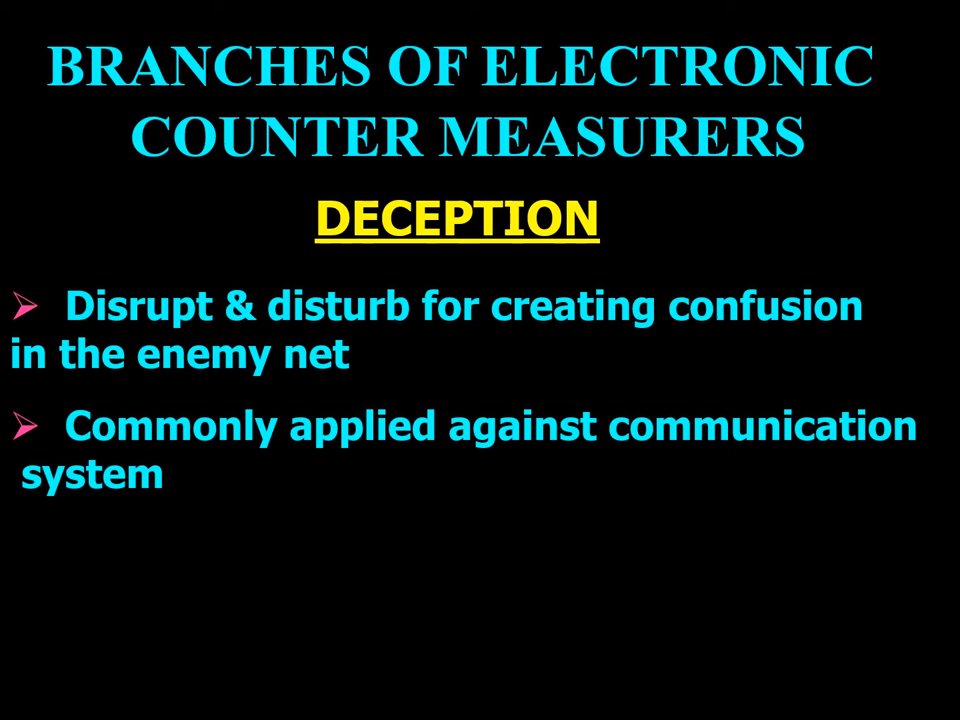 BRANCHES OF ELECTRONIC
COUNTER MEASURERS
DECEPTION
➢ Disrupt & disturb for creating confusion
in the enemy net
➢ Commonly applied against communication
system